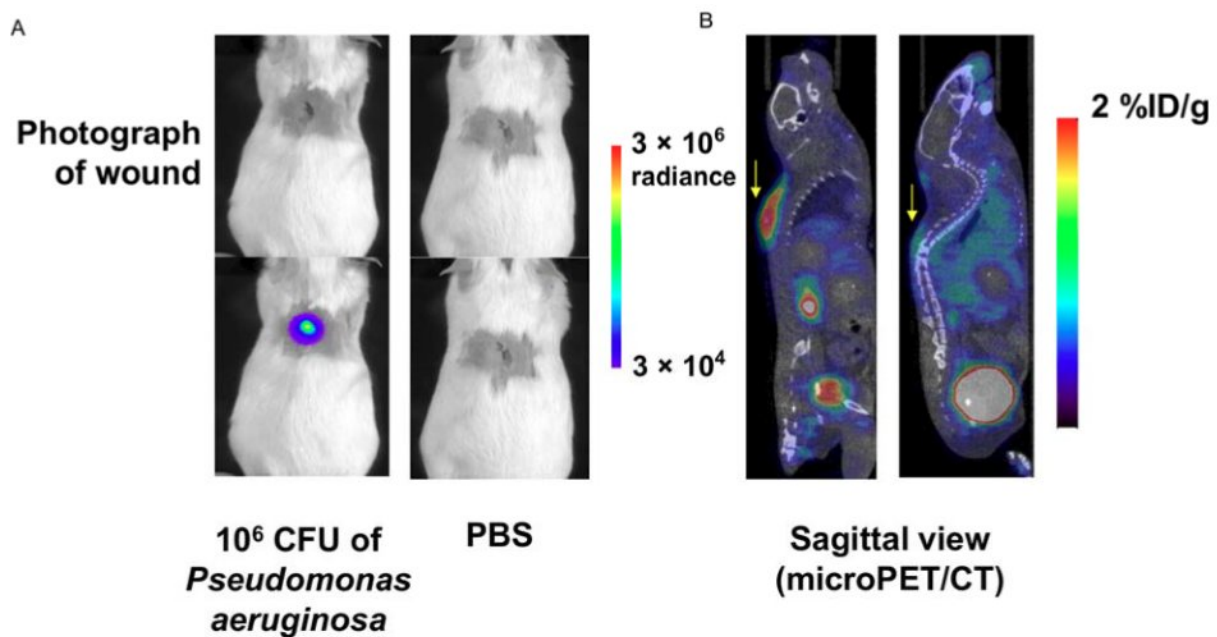 A
B
Photograph
of wound
3 × 10⁶
radiance
3 × 10⁴
2 %ID/g
10⁶ CFU of
Pseudomonas
aeruginosa
PBS
Sagittal view
(microPET/CT)